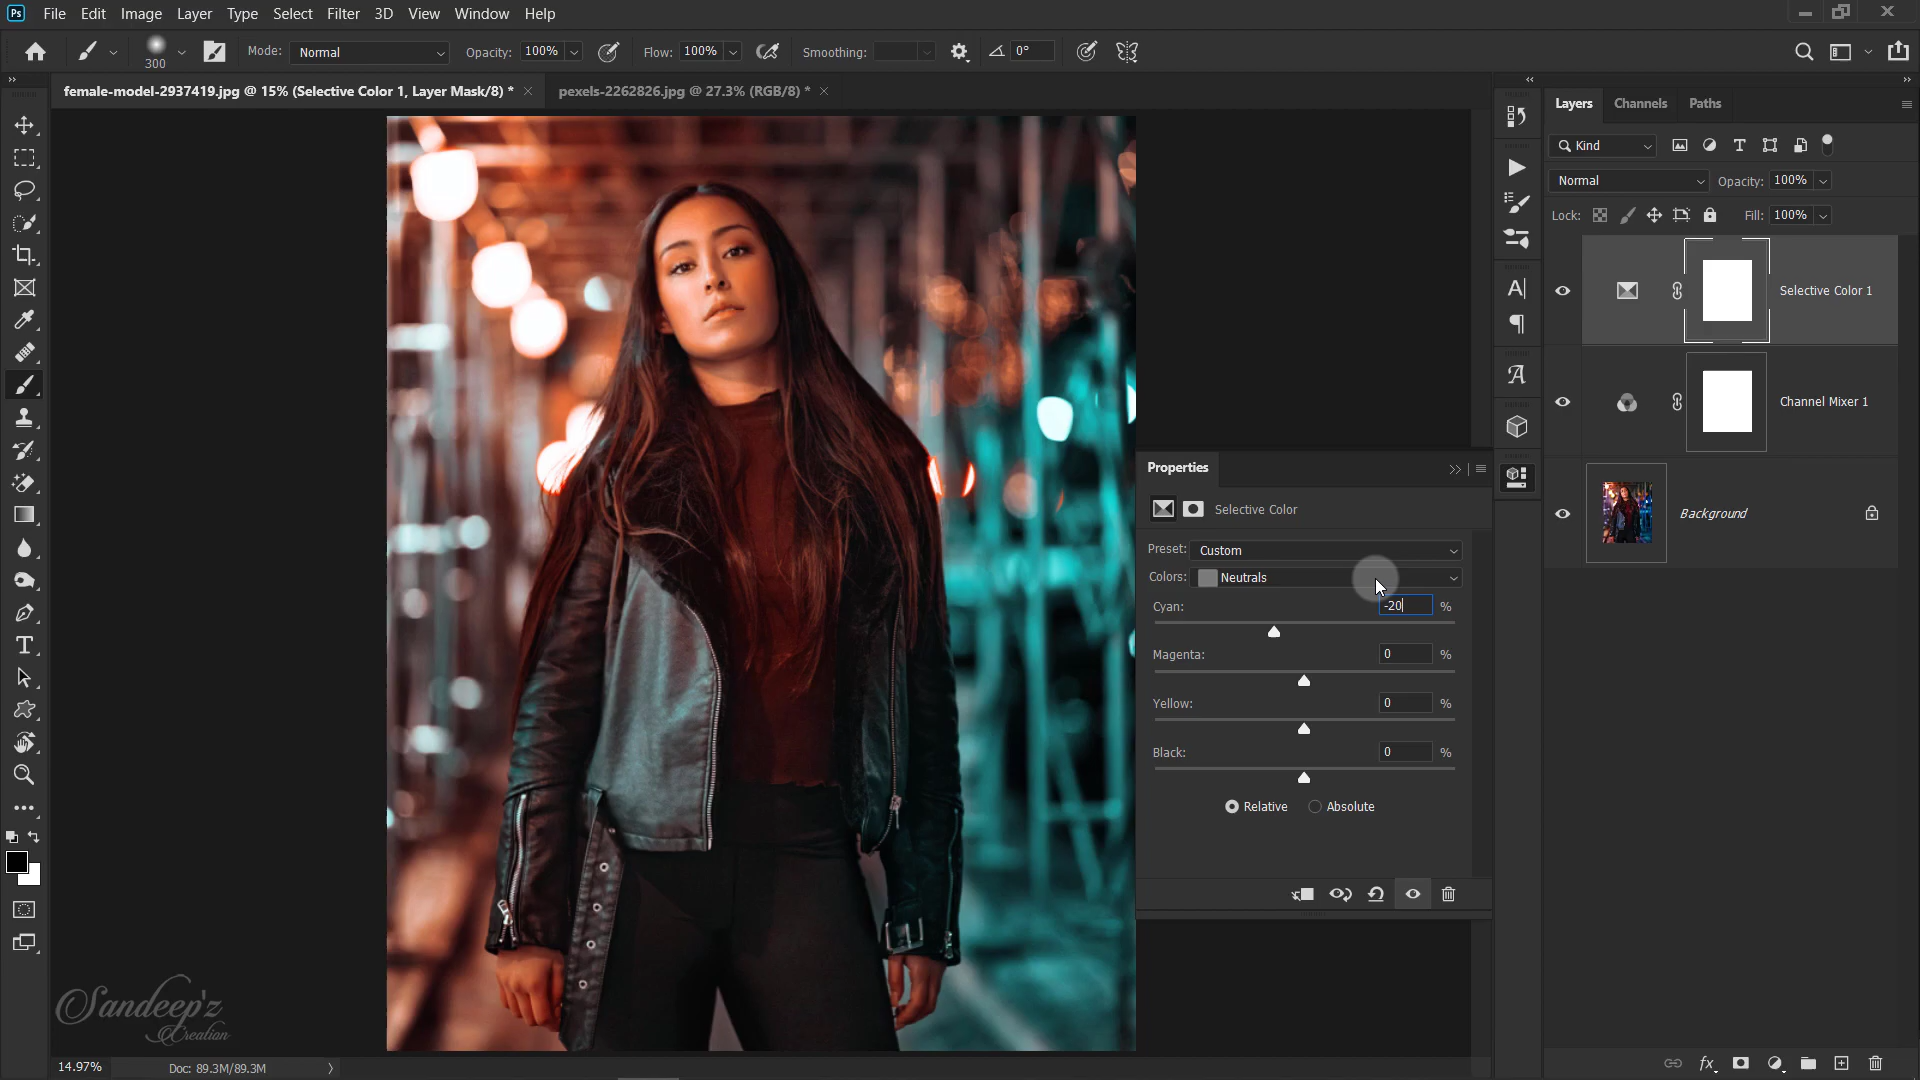 Ps File Edit Image Layer Type Select Filter 3D View Window Help
300 Mode: Normal Opacity: 100% Flow: 100% Smoothing: 0°
female-model-2937419.jpg @ 15% (Selective Color 1, Layer Mask/8) *
pexels-2262826.jpg @ 27.3% (RGB/8) *
Layers Channels Paths
Kind
Normal Opacity: 100%
Lock: Fill: 100%
Selective Color 1
Channel Mixer 1
Background
Properties
Selective Color
Preset: Custom
Colors: Neutrals
Cyan: -20 %
Magenta: 0 %
Yellow: 0 %
Black: 0 %
Relative Absolute
Sandeep'z
Creation
14.97% Doc: 89.3M/89.3M